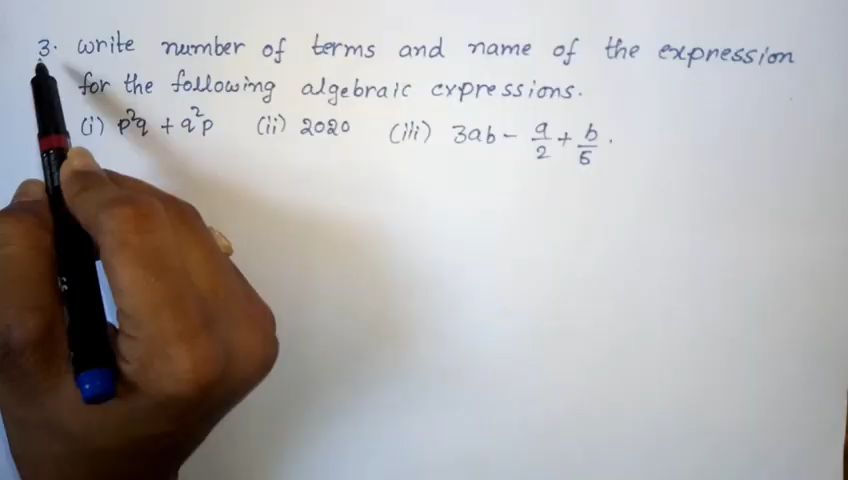 3. write number of terms and name of the expression
for the following algebraic expressions.
(i) p²q + q²p (ii) 2020 (iii) 3ab - a/2 + b/5 .